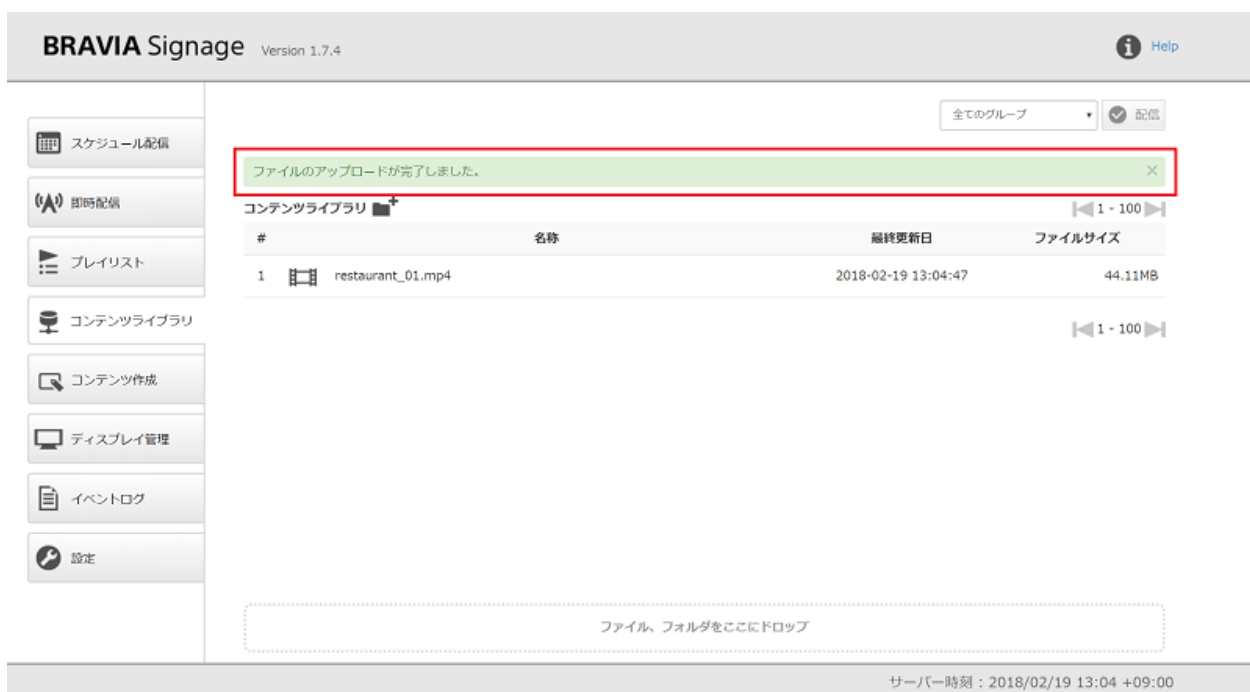 BRAVIA Signage Version 1.7.4
Help
全てのグループ
配信
スケジュール配信
即時配信
プレイリスト
コンテンツライブラリ
コンテンツ作成
ディスプレイ管理
イベントログ
設定
ファイルのアップロードが完了しました。
コンテンツライブラリ
1 - 100
# 名称 最終更新日 ファイルサイズ
1 restaurant_01.mp4 2018-02-19 13:04:47 44.11MB
1 - 100
ファイル、フォルダをここにドロップ
サーバー時刻 : 2018/02/19 13:04 +09:00